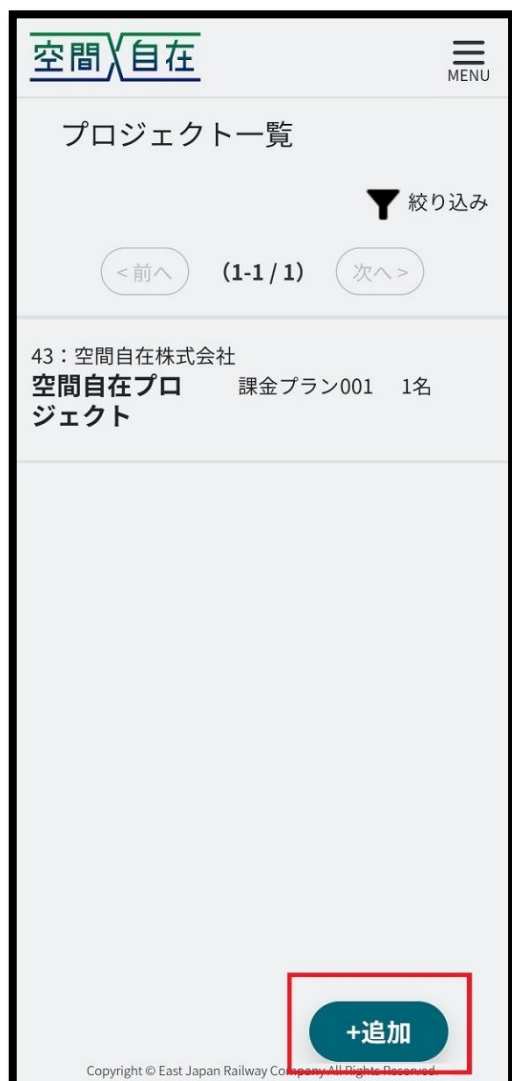 空間自在
MENU
プロジェクト一覧
絞り込み
<前へ (1-1 / 1) 次へ>
43：空間自在株式会社
空間自在プロ 課金プラン001 1名
ジェクト
+追加
Copyright © East Japan Railway Company All Rights Reserved.